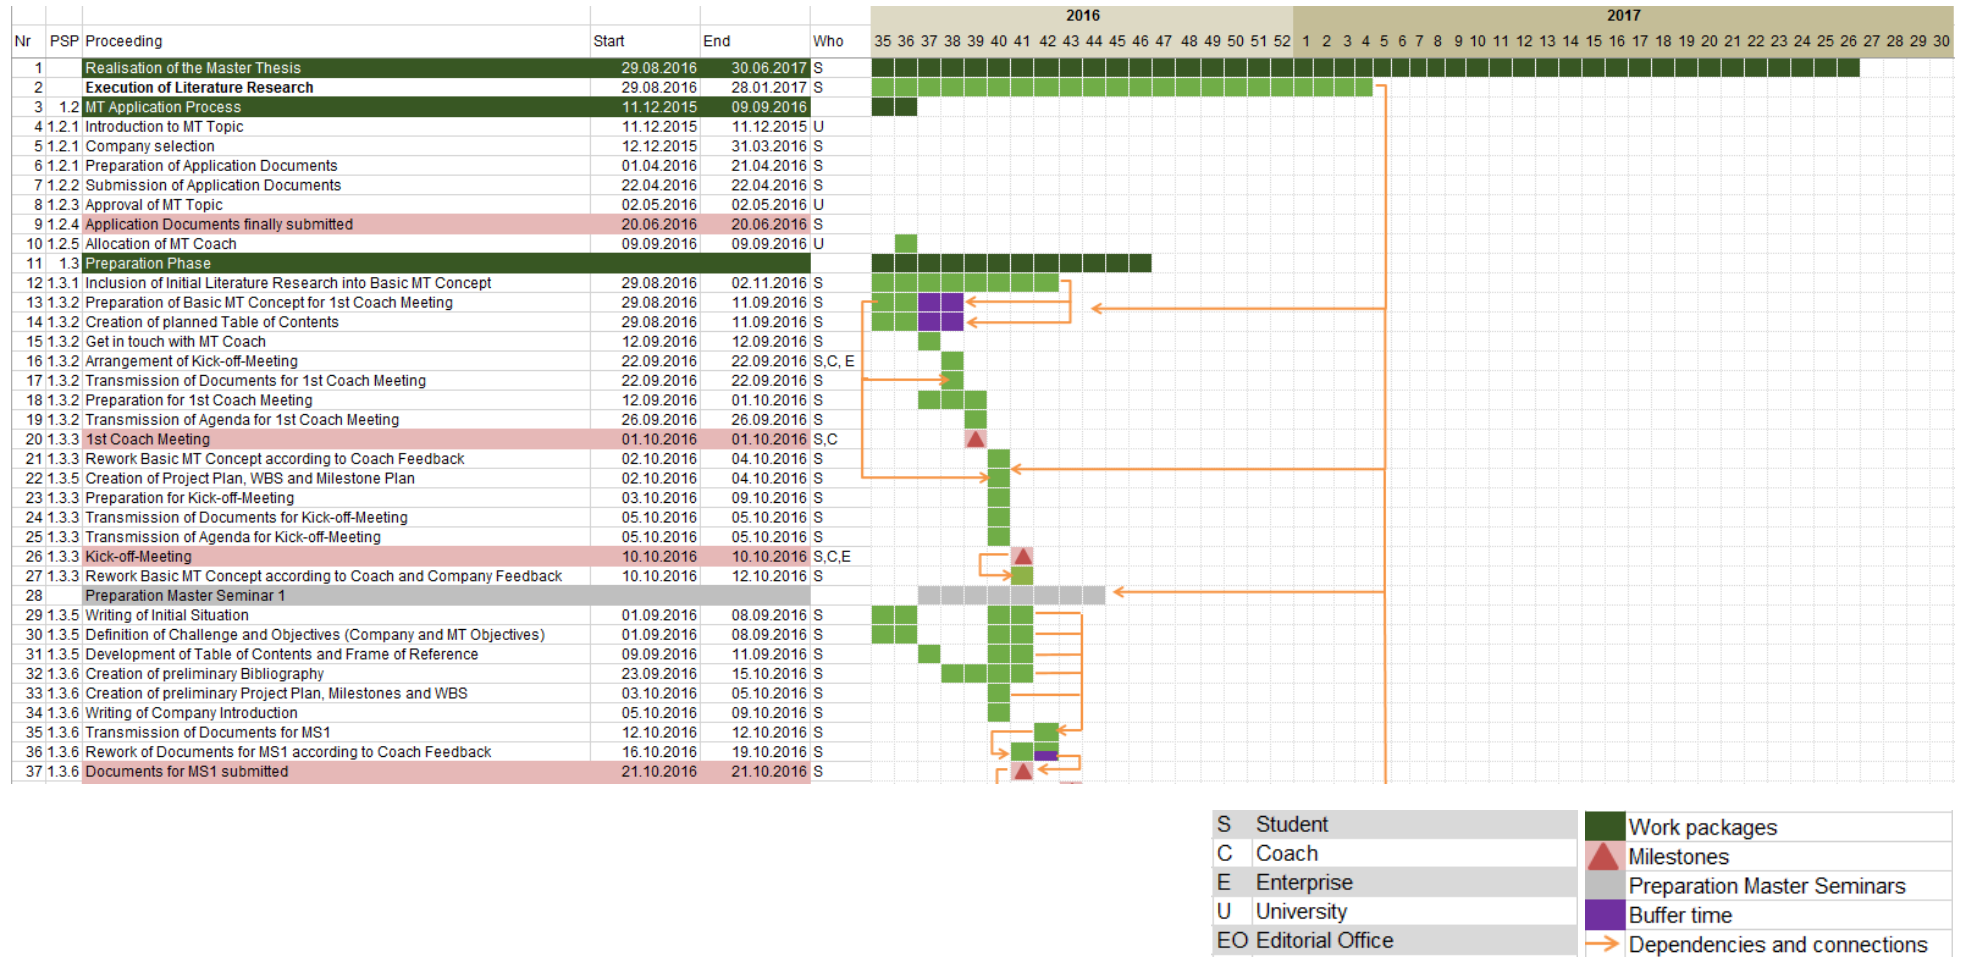 2016 2017
Nr PSP Proceeding Start End Who 35 36 37 38 39 40 41 42 43 44 45 46 47 48 49 50 51 52 1 2 3 4 5 6 7 8 9 10 11 12 13 14 15 16 17 18 19 20 21 22 23 24 25 26 27 28 29 30
1 Realisation of the Master Thesis 29.08.2016 30.06.2017 S
2 Execution of Literature Research 29.08.2016 28.01.2017 S
3 1.2 MT Application Process 11.12.2015 09.09.2016
4 1.2.1 Introduction to MT Topic 11.12.2015 11.12.2015 U
5 1.2.1 Company selection 12.12.2015 31.03.2016 S
6 1.2.1 Preparation of Application Documents 01.04.2016 21.04.2016 S
7 1.2.2 Submission of Application Documents 22.04.2016 22.04.2016 S
8 1.2.3 Approval of MT Topic 02.05.2016 02.05.2016 U
9 1.2.4 Application Documents finally submitted 20.06.2016 20.06.2016 S
10 1.2.5 Allocation of MT Coach 09.09.2016 09.09.2016 U
11 1.3 Preparation Phase
12 1.3.1 Inclusion of Initial Literature Research into Basic MT Concept 29.08.2016 02.11.2016 S
13 1.3.2 Preparation of Basic MT Concept for 1st Coach Meeting 29.08.2016 11.09.2016 S
14 1.3.2 Creation of planned Table of Contents 29.08.2016 11.09.2016 S
15 1.3.2 Get in touch with MT Coach 12.09.2016 12.09.2016 S
16 1.3.2 Arrangement of Kick-off-Meeting 22.09.2016 22.09.2016 S,C, E
17 1.3.2 Transmission of Documents for 1st Coach Meeting 22.09.2016 22.09.2016 S
18 1.3.2 Preparation for 1st Coach Meeting 12.09.2016 01.10.2016 S
19 1.3.2 Transmission of Agenda for 1st Coach Meeting 26.09.2016 26.09.2016 S
20 1.3.3 1st Coach Meeting 01.10.2016 01.10.2016 S,C
21 1.3.3 Rework Basic MT Concept according to Coach Feedback 02.10.2016 04.10.2016 S
22 1.3.5 Creation of Project Plan, WBS and Milestone Plan 02.10.2016 04.10.2016 S
23 1.3.3 Preparation for Kick-off-Meeting 03.10.2016 09.10.2016 S
24 1.3.3 Transmission of Documents for Kick-off-Meeting 05.10.2016 05.10.2016 S
25 1.3.3 Transmission of Agenda for Kick-off-Meeting 05.10.2016 05.10.2016 S
26 1.3.3 Kick-off-Meeting 10.10.2016 10.10.2016 S,C,E
27 1.3.3 Rework Basic MT Concept according to Coach and Company Feedback 10.10.2016 12.10.2016 S
28 Preparation Master Seminar 1
29 1.3.5 Writing of Initial Situation 01.09.2016 08.09.2016 S
30 1.3.5 Definition of Challenge and Objectives (Company and MT Objectives) 01.09.2016 08.09.2016 S
31 1.3.5 Development of Table of Contents and Frame of Reference 09.09.2016 11.09.2016 S
32 1.3.6 Creation of preliminary Bibliography 23.09.2016 15.10.2016 S
33 1.3.6 Creation of preliminary Project Plan, Milestones and WBS 03.10.2016 05.10.2016 S
34 1.3.6 Writing of Company Introduction 05.10.2016 09.10.2016 S
35 1.3.6 Transmission of Documents for MS1 12.10.2016 12.10.2016 S
36 1.3.6 Rework of Documents for MS1 according to Coach Feedback 16.10.2016 19.10.2016 S
37 1.3.6 Documents for MS1 submitted 21.10.2016 21.10.2016 S
S Student
C Coach
E Enterprise
U University
EO Editorial Office
Work packages
Milestones
Preparation Master Seminars
Buffer time
Dependencies and connections